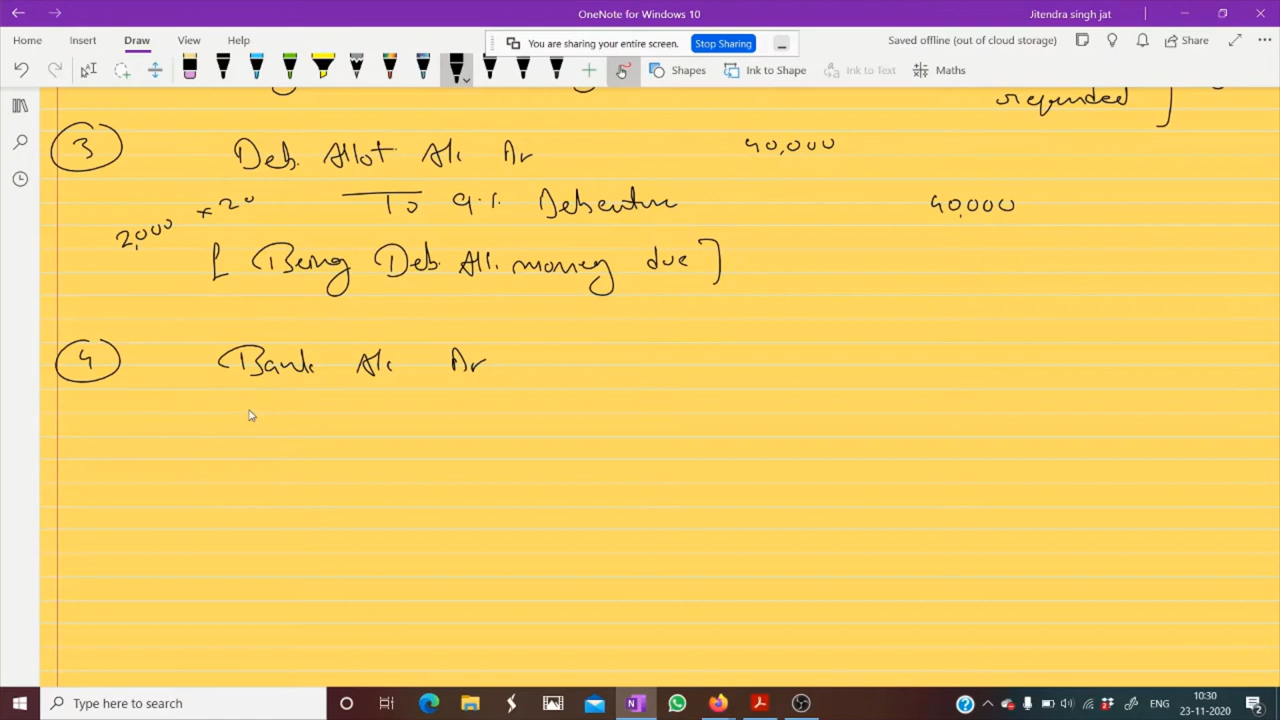 OneNote for Windows 10
Jitendra singh jat
Home Insert Draw View Help
You are sharing your entire screen. Stop Sharing
Saved offline (out of cloud storage)
Share
Shapes Ink to Shape Ink to Text Maths
refunded ]
3 Deb. Allot A/c Dr 40,000
2,000 × 20 To 9% Debenture 40,000
[ Being Deb. All. money due ]
4 Bank A/c Dr
Type here to search
ENG
10:30
23-11-2020
2